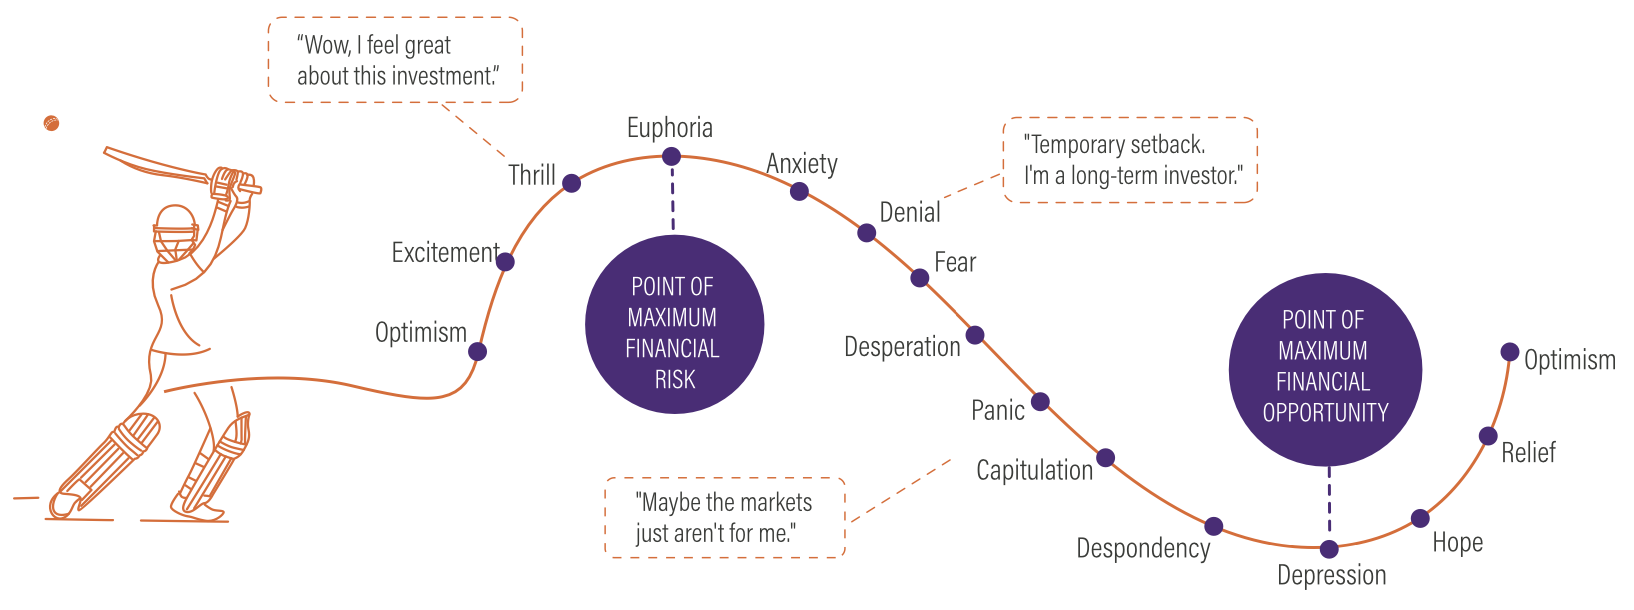 “Wow, I feel great
about this investment.”
Euphoria
Thrill
Anxiety
"Temporary setback.
I'm a long-term investor."
Denial
Excitement
Fear
Optimism
POINT OF
MAXIMUM
FINANCIAL
RISK
Desperation
Panic
Capitulation
"Maybe the markets
just aren't for me."
Despondency
POINT OF
MAXIMUM
FINANCIAL
OPPORTUNITY
Depression
Hope
Relief
Optimism